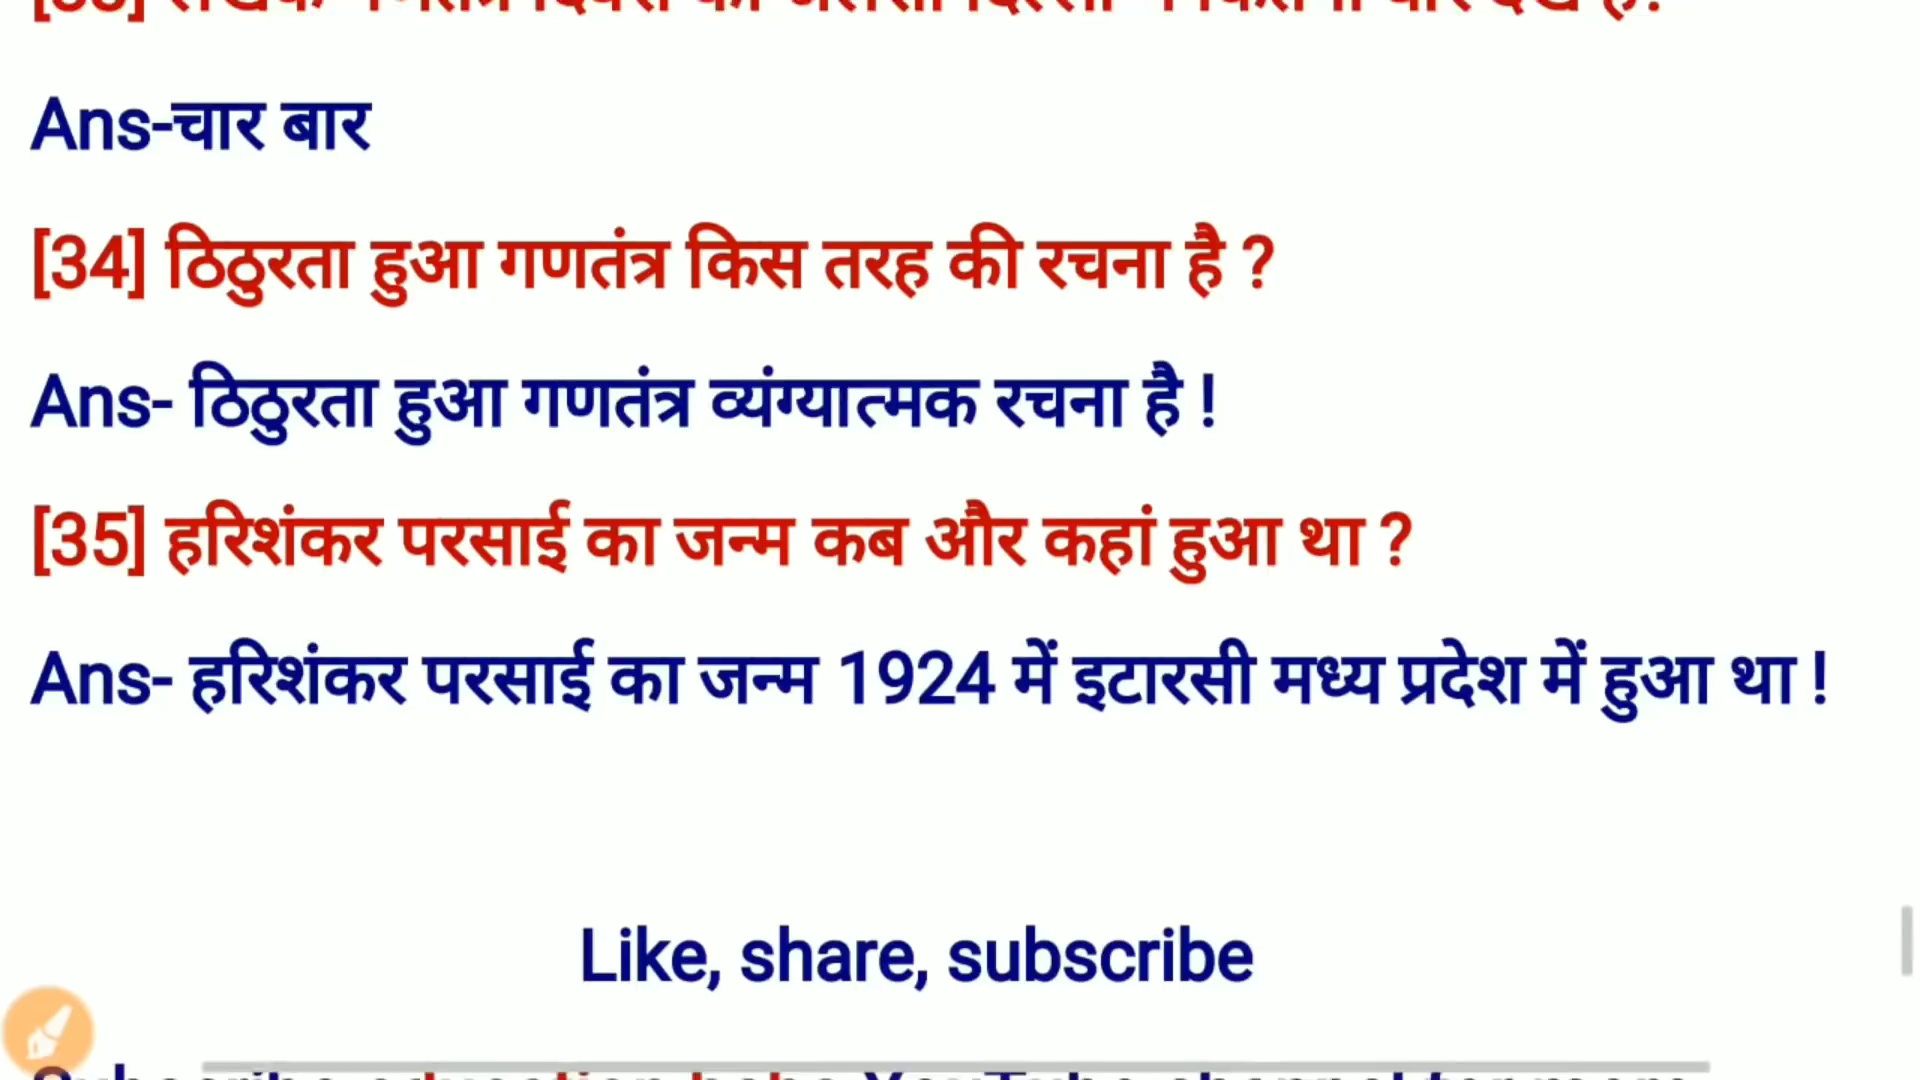 Ans-चार बार
[34] ठिठुरता हुआ गणतंत्र किस तरह की रचना है ?
Ans- ठिठुरता हुआ गणतंत्र व्यंग्यात्मक रचना है !
[35] हरिशंकर परसाई का जन्म कब और कहां हुआ था ?
Ans- हरिशंकर परसाई का जन्म 1924 में इटारसी मध्य प्रदेश में हुआ था !
Like, share, subscribe